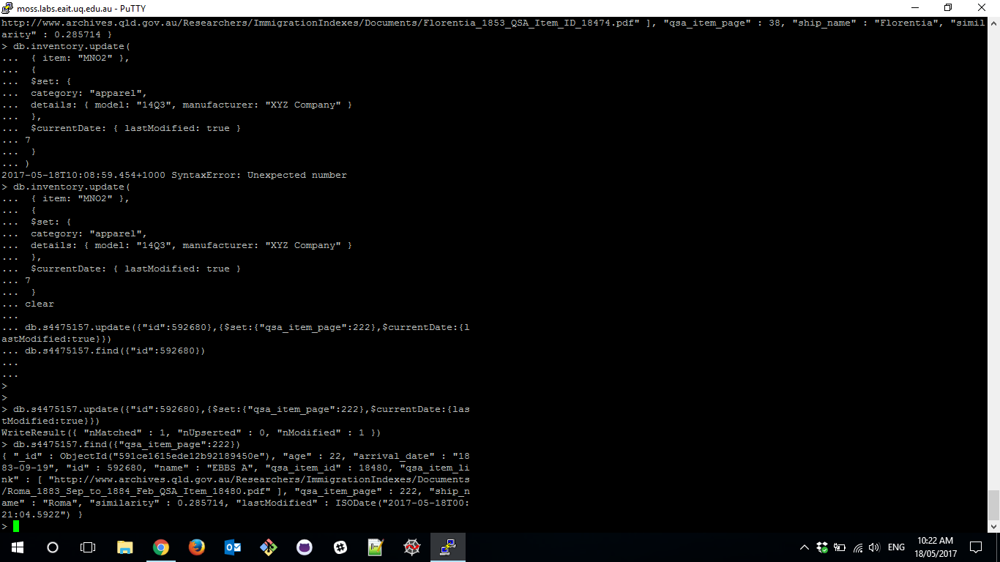 moss.labs.eait.uq.edu.au - PuTTY
http://www.archives.qld.gov.au/Researchers/ImmigrationIndexes/Documents/Florentia_1853_QSA_Item_ID_18474.pdf" ], "qsa_item_page" : 38, "ship_name" : "Florentia", "simil
arity" : 0.285714 }
> db.inventory.update(
...  { item: "MNO2" },
...  {
...  $set: {
...  category: "apparel",
...  details: { model: "14Q3", manufacturer: "XYZ Company" }
...  },
...  $currentDate: { lastModified: true }
... 7
...  }
... )
2017-05-18T10:08:59.454+1000 SyntaxError: Unexpected number
> db.inventory.update(
...  { item: "MNO2" },
...  {
...  $set: {
...  category: "apparel",
...  details: { model: "14Q3", manufacturer: "XYZ Company" }
...  },
...  $currentDate: { lastModified: true }
... 7
...  }
... clear
...
... db.s4475157.update({"id":592680},{$set:{"qsa_item_page":222},$currentDate:{l
astModified:true}})
... db.s4475157.find({"id":592680})
...
...
>
>
> db.s4475157.update({"id":592680},{$set:{"qsa_item_page":222},$currentDate:{las
tModified:true}})
WriteResult({ "nMatched" : 1, "nUpserted" : 0, "nModified" : 1 })
> db.s4475157.find({"qsa_item_page":222})
{ "_id" : ObjectId("591ce1615ede12b92189450e"), "age" : 22, "arrival_date" : "18
83-09-19", "id" : 592680, "name" : "EBBS A", "qsa_item_id" : 18480, "qsa_item_li
nk" : [ "http://www.archives.qld.gov.au/Researchers/ImmigrationIndexes/Documents
/Roma_1883_Sep_to_1884_Feb_QSA_Item_18480.pdf" ], "qsa_item_page" : 222, "ship_n
ame" : "Roma", "similarity" : 0.285714, "lastModified" : ISODate("2017-05-18T00:
21:04.592Z") }
>
ENG
10:22 AM
18/05/2017